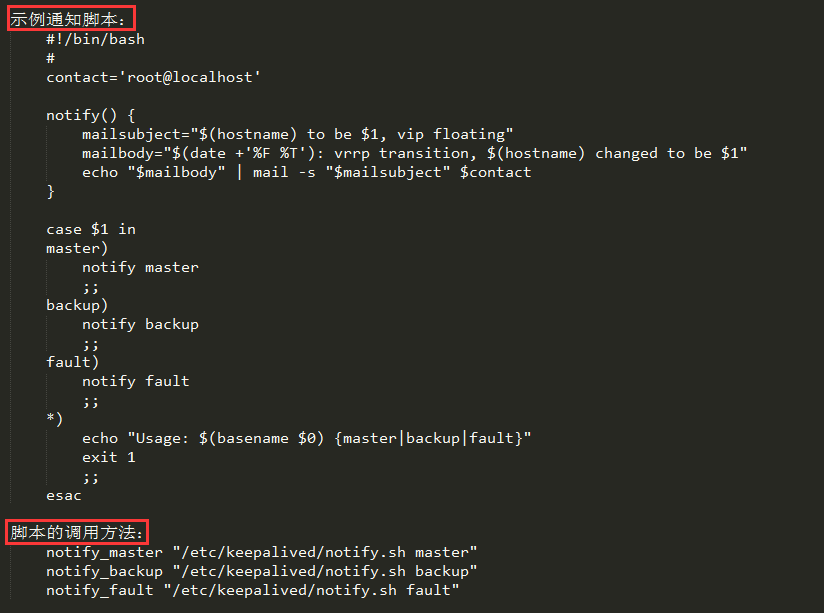 示例通知脚本：
#!/bin/bash
#
contact='root@localhost'
notify() {
mailsubject="$(hostname) to be $1, vip floating"
mailbody="$(date +'%F %T'): vrrp transition, $(hostname) changed to be $1"
echo "$mailbody" | mail -s "$mailsubject" $contact
}
case $1 in
master)
notify master
;;
backup)
notify backup
;;
fault)
notify fault
;;
*)
echo "Usage: $(basename $0) {master|backup|fault}"
exit 1
;;
esac
脚本的调用方法：
notify_master "/etc/keepalived/notify.sh master"
notify_backup "/etc/keepalived/notify.sh backup"
notify_fault "/etc/keepalived/notify.sh fault"